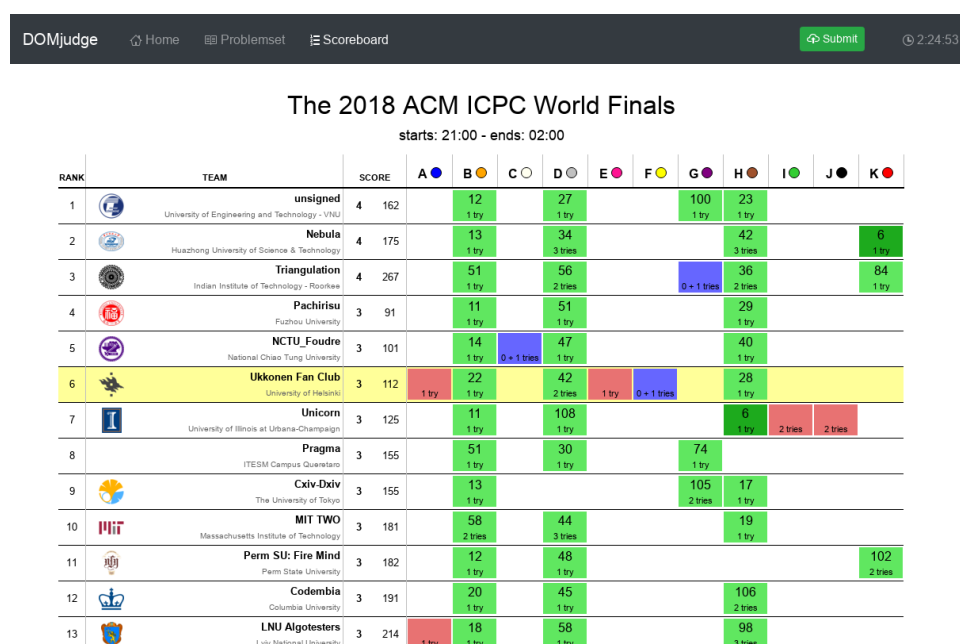 DOMjudge Home Problemset Scoreboard Submit 2:24:53
The 2018 ACM ICPC World Finals
starts: 21:00 - ends: 02:00
RANK TEAM SCORE A B C D E F G H I J K
1 unsigned 4 162 12 27 100 23
University of Engineering and Technology - VNU 1 try 1 try 1 try 1 try
2 Nebula 4 175 13 34 42 6
Huazhong University of Science & Technology 1 try 3 tries 3 tries 1 try
3 Triangulation 4 267 51 56 36 84
Indian Institute of Technology - Roorkee 1 try 2 tries 0 + 1 tries 2 tries 1 try
4 Pachirisu 3 91 11 51 29
Fuzhou University 1 try 1 try 1 try
5 NCTU_Foudre 3 101 14 47 40
National Chiao Tung University 1 try 0 + 1 tries 1 try 1 try
6 Ukkonen Fan Club 3 112 22 42 28
University of Helsinki 1 try 1 try 2 tries 1 try 0 + 1 tries 1 try
7 Unicorn 3 125 11 108 6
University of Illinois at Urbana-Champaign 1 try 1 try 1 try 2 tries 2 tries
8 Pragma 3 155 51 30 74
ITESM Campus Queretaro 1 try 1 try 1 try
9 Cxiv-Dxiv 3 155 13 105 17
The University of Tokyo 1 try 2 tries 1 try
10 MIT TWO 3 181 58 44 19
Massachusetts Institute of Technology 2 tries 3 tries 1 try
11 Perm SU: Fire Mind 3 182 12 48 102
Perm State University 1 try 1 try 2 tries
12 Codembia 3 191 20 45 106
Columbia University 1 try 1 try 2 tries
13 LNU Algotesters 3 214 18 58 98
Lviv National University 1 try 1 try 1 try 3 tries